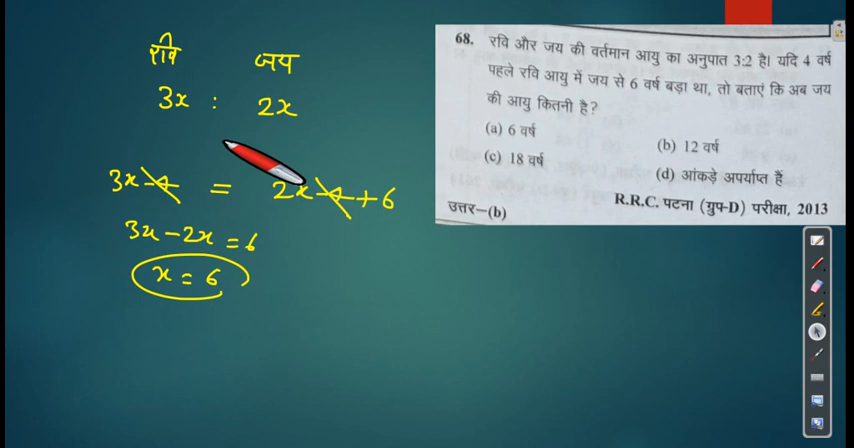 रवि जय
3x : 2x
3x-4 = 2x-4+6
3x-2x=6
x = 6
68. रवि और जय की वर्तमान आयु का अनुपात 3:2 है। यदि 4 वर्ष
पहले रवि आयु में जय से 6 वर्ष बड़ा था, तो बताएं कि अब जय
की आयु कितनी है?
(a) 6 वर्ष
(b) 12 वर्ष
(c) 18 वर्ष
(d) आंकड़े अपर्याप्त हैं
उत्तर–(b)
R.R.C. पटना (ग्रुप-D) परीक्षा, 2013